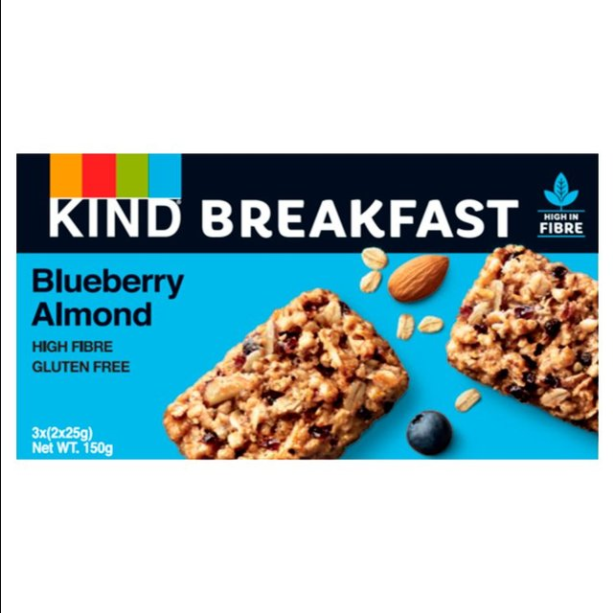 KIND BREAKFAST
HIGH IN
FIBRE
Blueberry
Almond
HIGH FIBRE
GLUTEN FREE
3x(2x25g)
Net WT. 150g